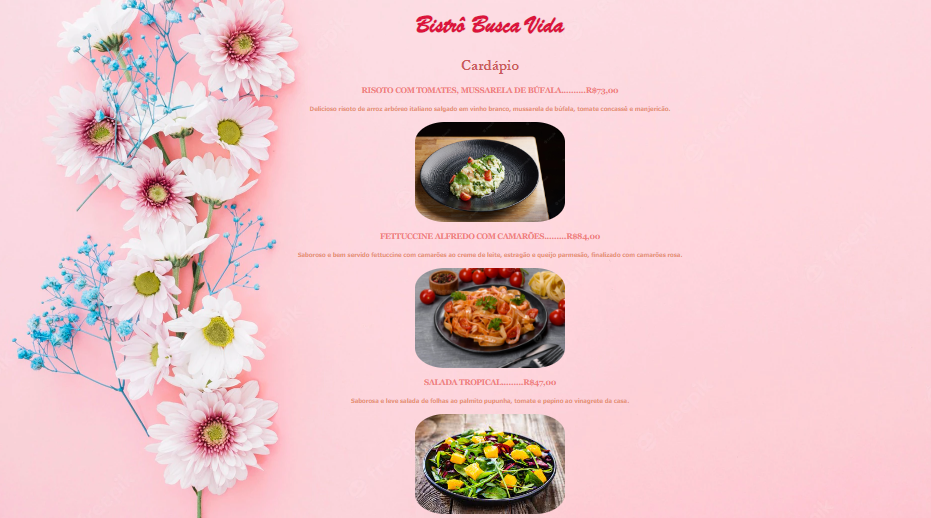 Bistrô Busca Vida
Cardápio
RISOTO COM TOMATES, MUSSARELA DE BÚFALA..........R$73,00
Delicioso risoto de arroz arbóreo italiano salgado em vinho branco, mussarela de búfala, tomate concassê e manjericão.
FETTUCCINE ALFREDO COM CAMARÕES.........R$84,00
Saboroso e bem servido fettuccine com camarões ao creme de leite, estragão e queijo parmesão, finalizado com camarões rosa.
SALADA TROPICAL.........R$47,00
Saborosa e leve salada de folhas ao palmito pupunha, tomate e pepino ao vinagrete da casa.